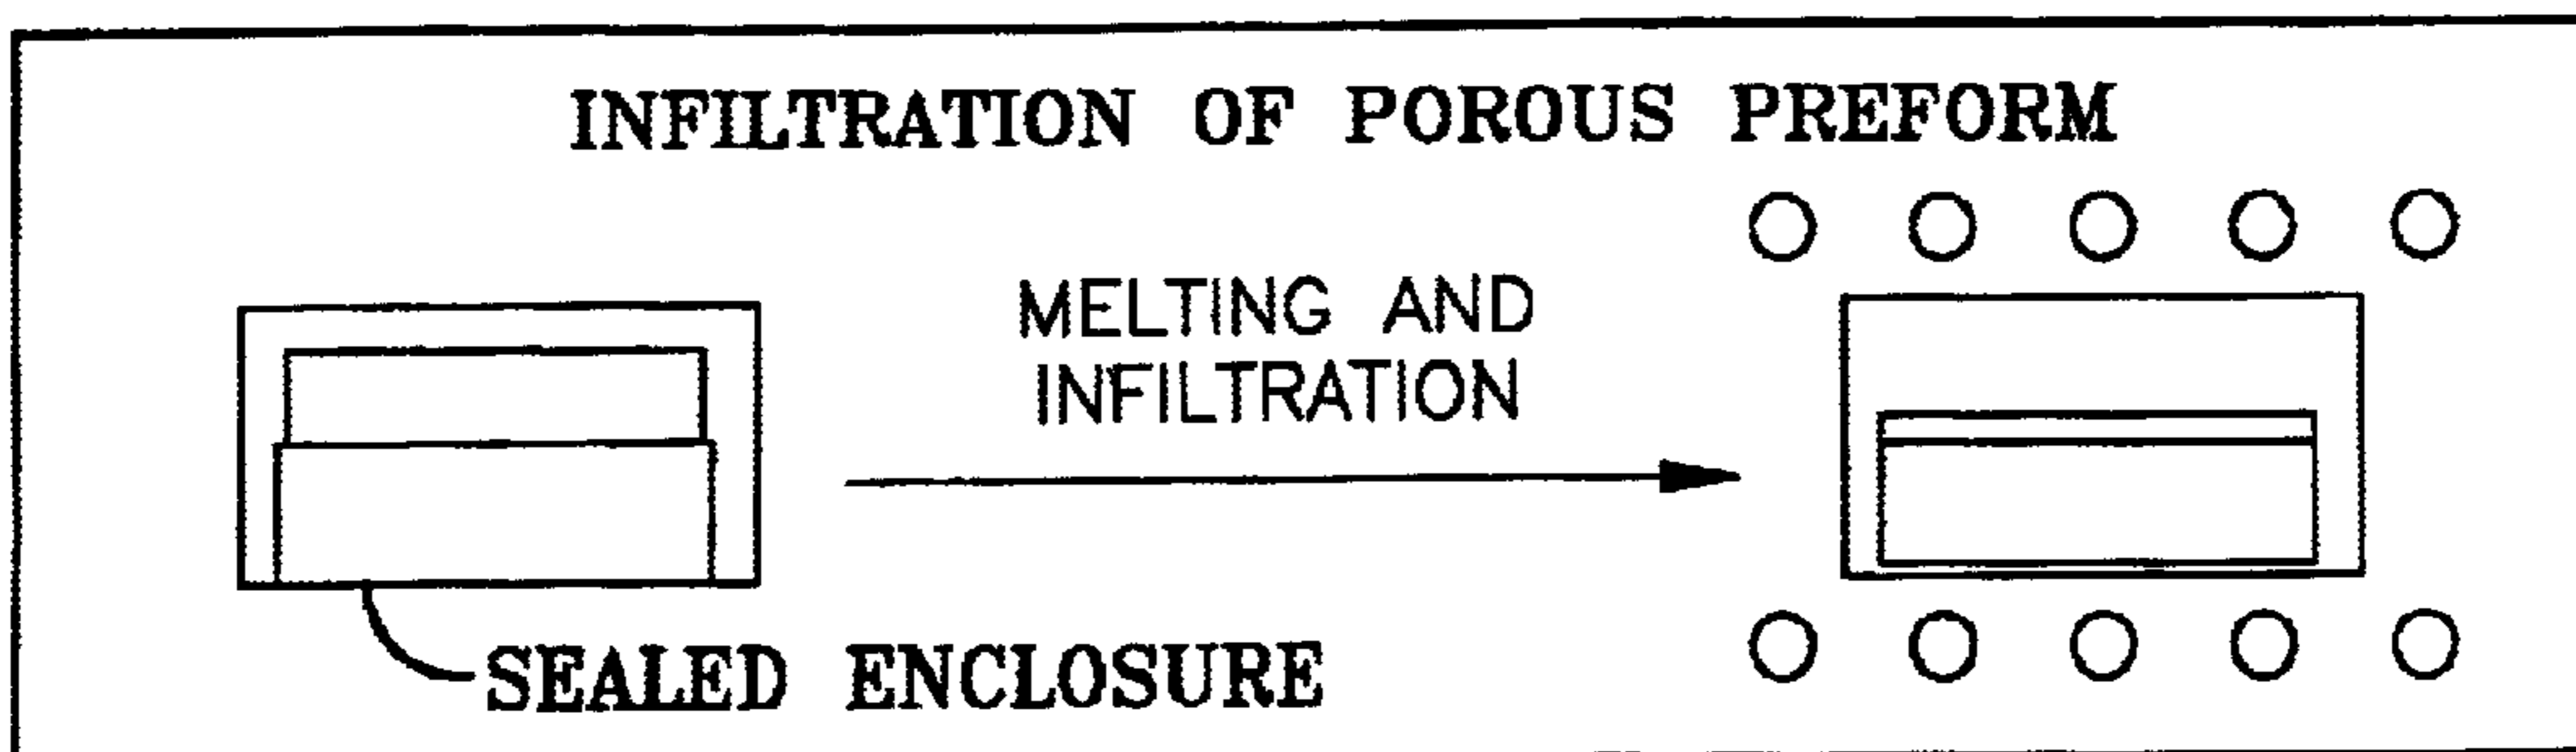 INFILTRATION OF POROUS PREFORM
MELTING AND
INFILTRATION
SEALED ENCLOSURE